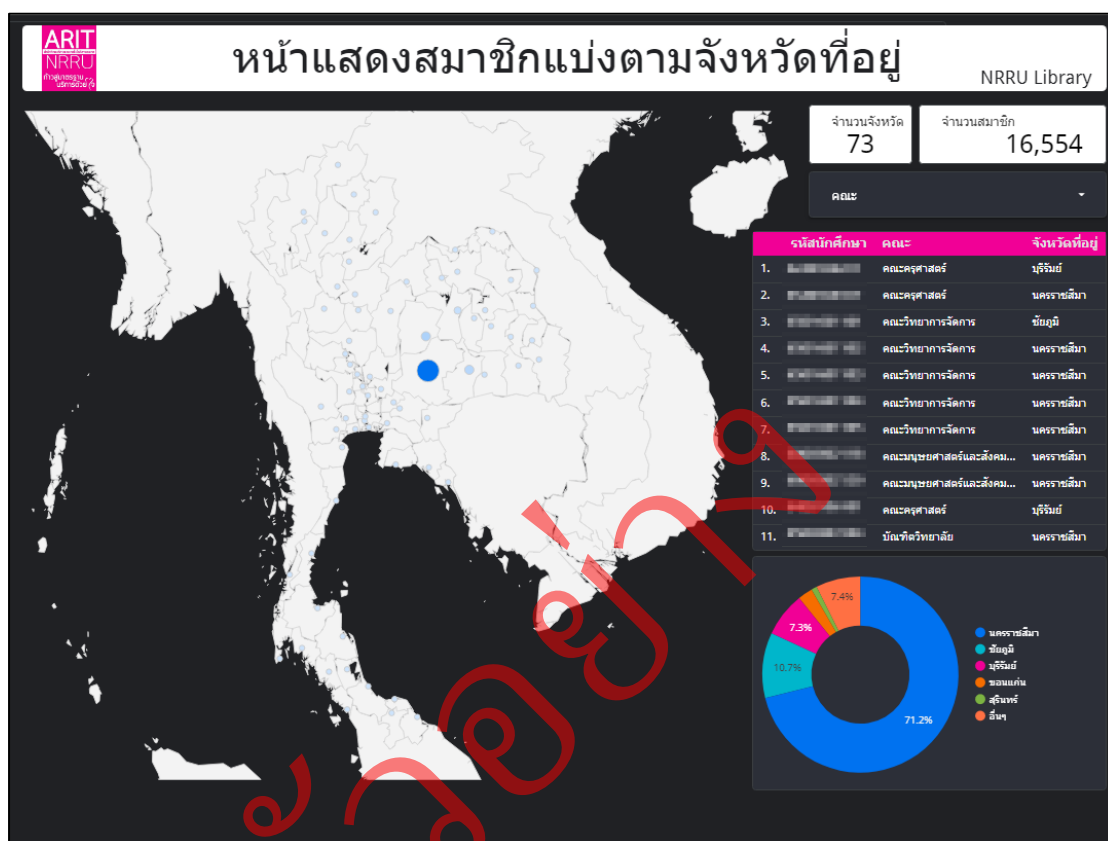 ARIT
NRRU
หน้าแสดงสมาชิกแบ่งตามจังหวัดที่อยู่
NRRU Library
จำนวนจังหวัด
73
จำนวนสมาชิก
16,554
คณะ
รหัสนักศึกษา คณะ จังหวัดที่อยู่
1. คณะครุศาสตร์ บุรีรัมย์
2. คณะครุศาสตร์ นครราชสีมา
3. คณะวิทยาการจัดการ ชัยภูมิ
4. คณะวิทยาการจัดการ นครราชสีมา
5. คณะวิทยาการจัดการ นครราชสีมา
6. คณะวิทยาการจัดการ นครราชสีมา
7. คณะวิทยาการจัดการ นครราชสีมา
8. คณะมนุษยศาสตร์และสังคม... นครราชสีมา
9. คณะมนุษยศาสตร์และสังคม... นครราชสีมา
10. คณะครุศาสตร์ บุรีรัมย์
11. บัณฑิตวิทยาลัย นครราชสีมา
7.4%
7.3%
10.7%
71.2%
นครราชสีมา
ชัยภูมิ
บุรีรัมย์
ขอนแก่น
สุรินทร์
อื่นๆ
ตัวอย่าง